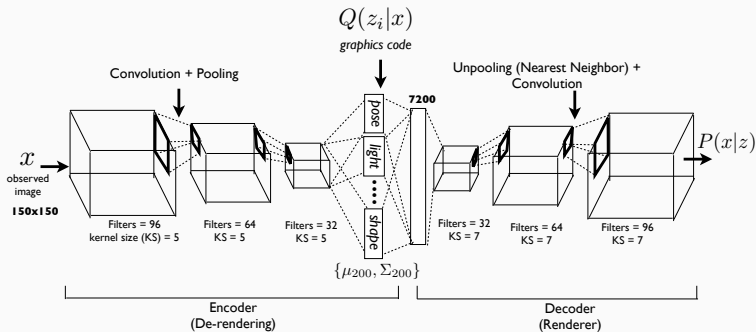 Q(z_i|x)
graphics code
Convolution + Pooling
Unpooling (Nearest Neighbor) +
Convolution
7200
pose
light
shape
x
observed
image
150x150
P(x|z)
Filters = 96
kernel size (KS) = 5
Filters = 64
KS = 5
Filters = 32
KS = 5
{μ_200, Σ_200}
Filters = 32
KS = 7
Filters = 64
KS = 7
Filters = 96
KS = 7
Encoder
(De-rendering)
Decoder
(Renderer)